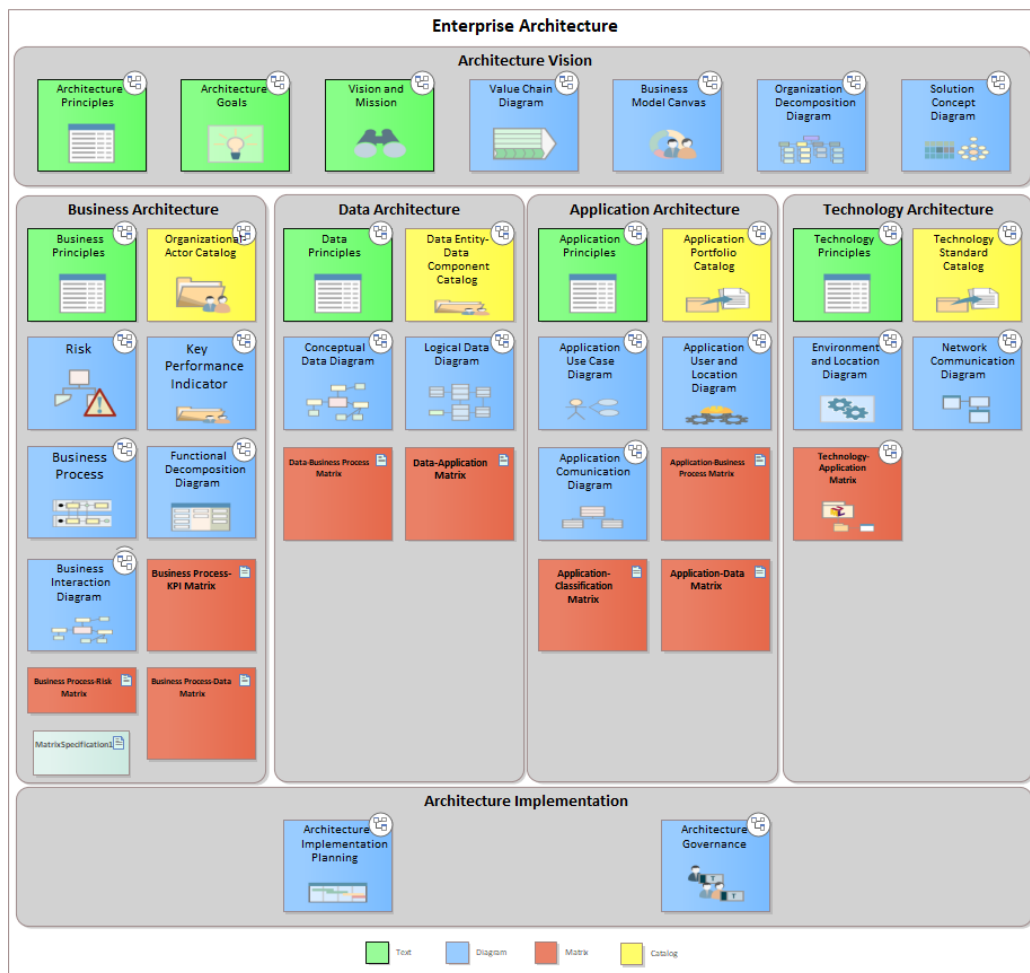 Enterprise Architecture
Architecture Vision
Architecture
Principles
Architecture
Goals
Vision and
Mission
Value Chain
Diagram
Business
Model Canvas
Organization
Decomposition
Diagram
Solution
Concept
Diagram
Business Architecture
Business
Principles
Organizational-
Actor Catalog
Risk
Key
Performance
Indicator
Business
Process
Functional
Decomposition
Diagram
Business
Interaction
Diagram
Business Process-
KPI Matrix
Business Process-Risk
Matrix
Business Process-Data
Matrix
MatrixSpecification1
Data Architecture
Data
Principles
Data Entity-
Data
Component
Catalog
Conceptual
Data Diagram
Logical Data
Diagram
Data-Business Process
Matrix
Data-Application
Matrix
Application Architecture
Application
Principles
Application
Portfolio
Catalog
Application
Use Case
Diagram
Application
User and
Location
Diagram
Application
Comunication
Diagram
Application-Business
Process Matrix
Application-
Classification
Matrix
Application-Data
Matrix
Technology Architecture
Technology
Principles
Technology
Standard
Catalog
Environment
and Location
Diagram
Network
Communication
Diagram
Technology-
Application
Matrix
Architecture Implementation
Architecture
Implementation
Planning
Architecture
Governance
T
T
Text
Diagram
Matrix
Catalog